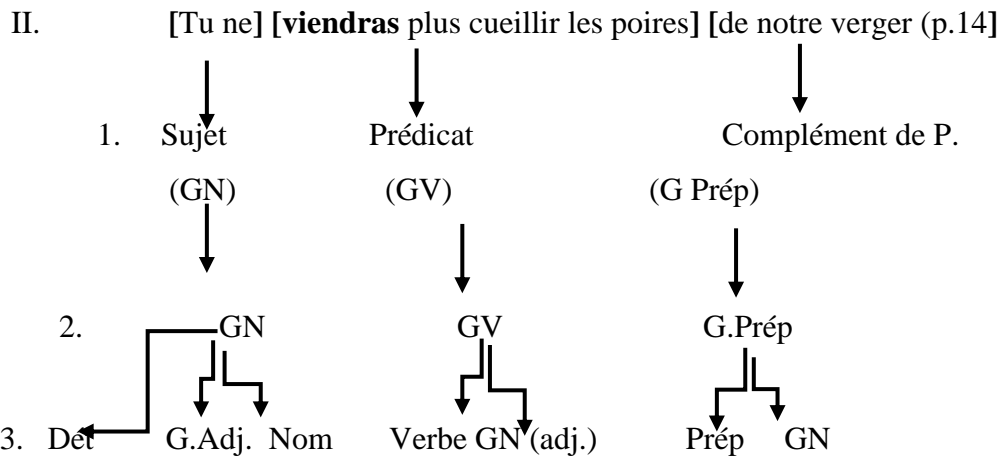 II. [Tu ne] [viendras plus cueillir les poires] [de notre verger (p.14]
1. Sujet Prédicat Complément de P.
(GN) (GV) (G Prép)
2. GN GV G.Prép
3. Det G.Adj. Nom Verbe GN (adj.) Prép GN